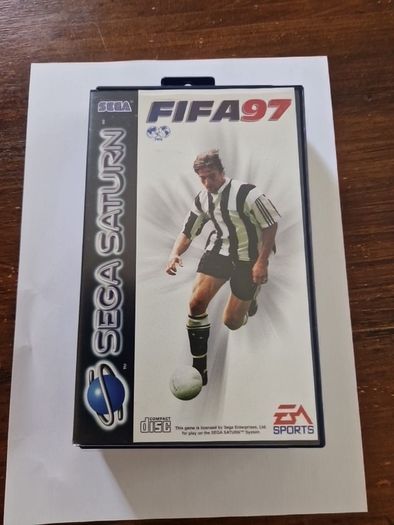 SEGA
FIFA97
SEGA SATURN
COMPACT
disc
This game is licensed by Sega Enterprises, Ltd.
for play on the SEGA SATURN™ System.
EA
SPORTS